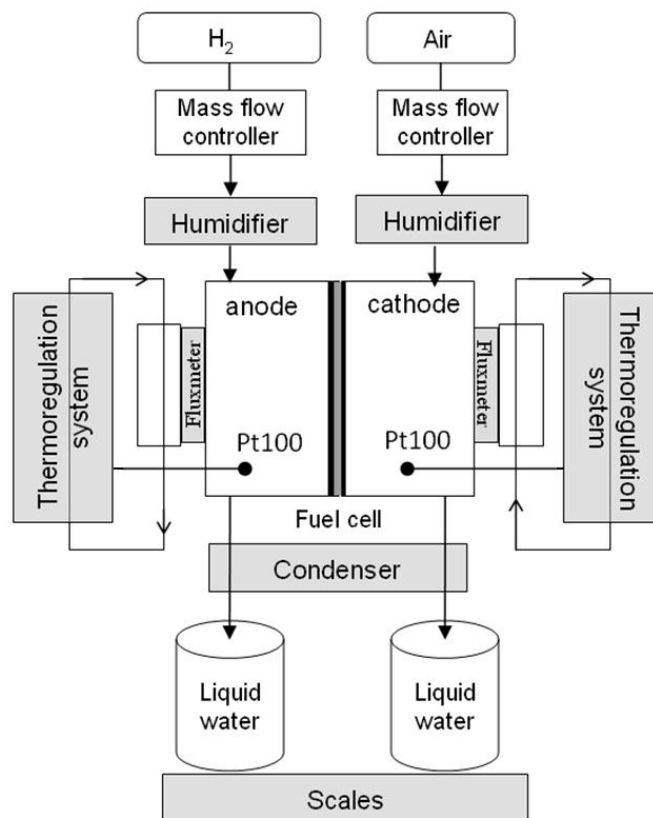 H2
Air
Mass flow
controller
Mass flow
controller
Humidifier
Humidifier
anode
cathode
Thermoregulation
system
Fluxmeter
Fluxmeter
Thermoregulation
system
Pt100
Pt100
Fuel cell
Condenser
Liquid
water
Liquid
water
Scales